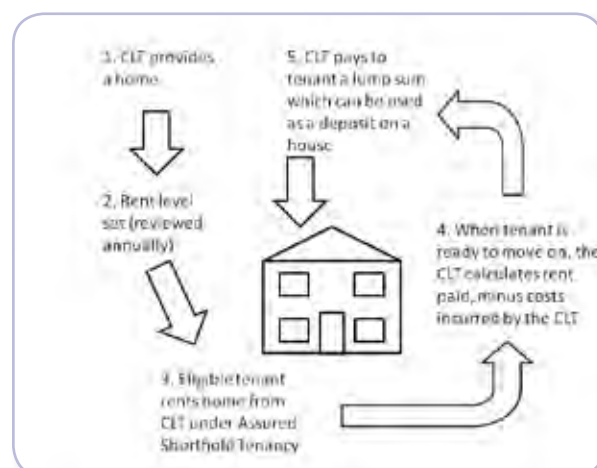 1. CLT provides
a home
2. Rent level
set (reviewed
annually)
3. Eligible tenant
rents home from
CLT under Assured
Shorthold Tenancy
4. When tenant is
ready to move on, the
CLT calculates rent
paid, minus costs
incurred by the CLT
5. CLT pays to
tenant a lump sum
which can be used
as a deposit on a
house